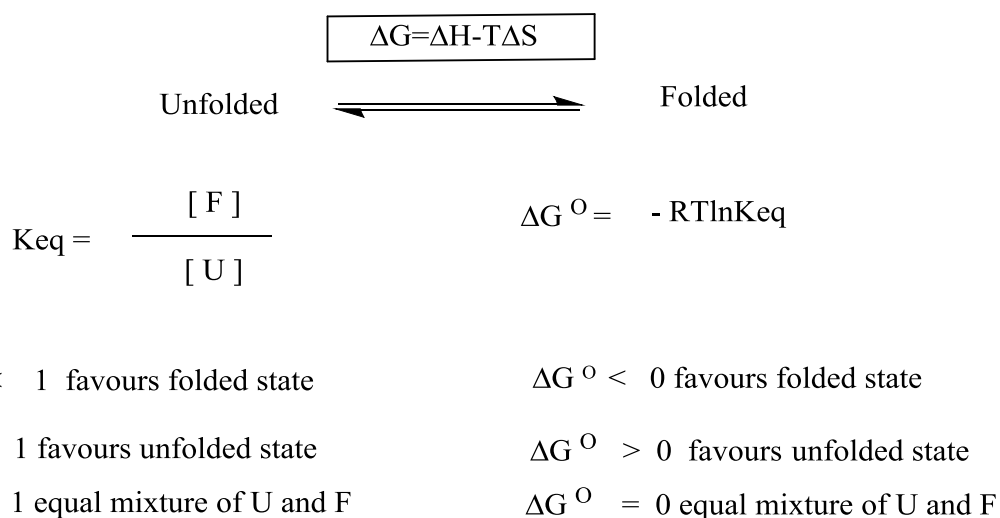 ΔG=ΔH-TΔS
Unfolded Folded
Keq = [ F ] / [ U ]
ΔG O = - RTlnKeq
1 favours folded state ΔG O < 0 favours folded state
1 favours unfolded state ΔG O > 0 favours unfolded state
1 equal mixture of U and F ΔG O = 0 equal mixture of U and F